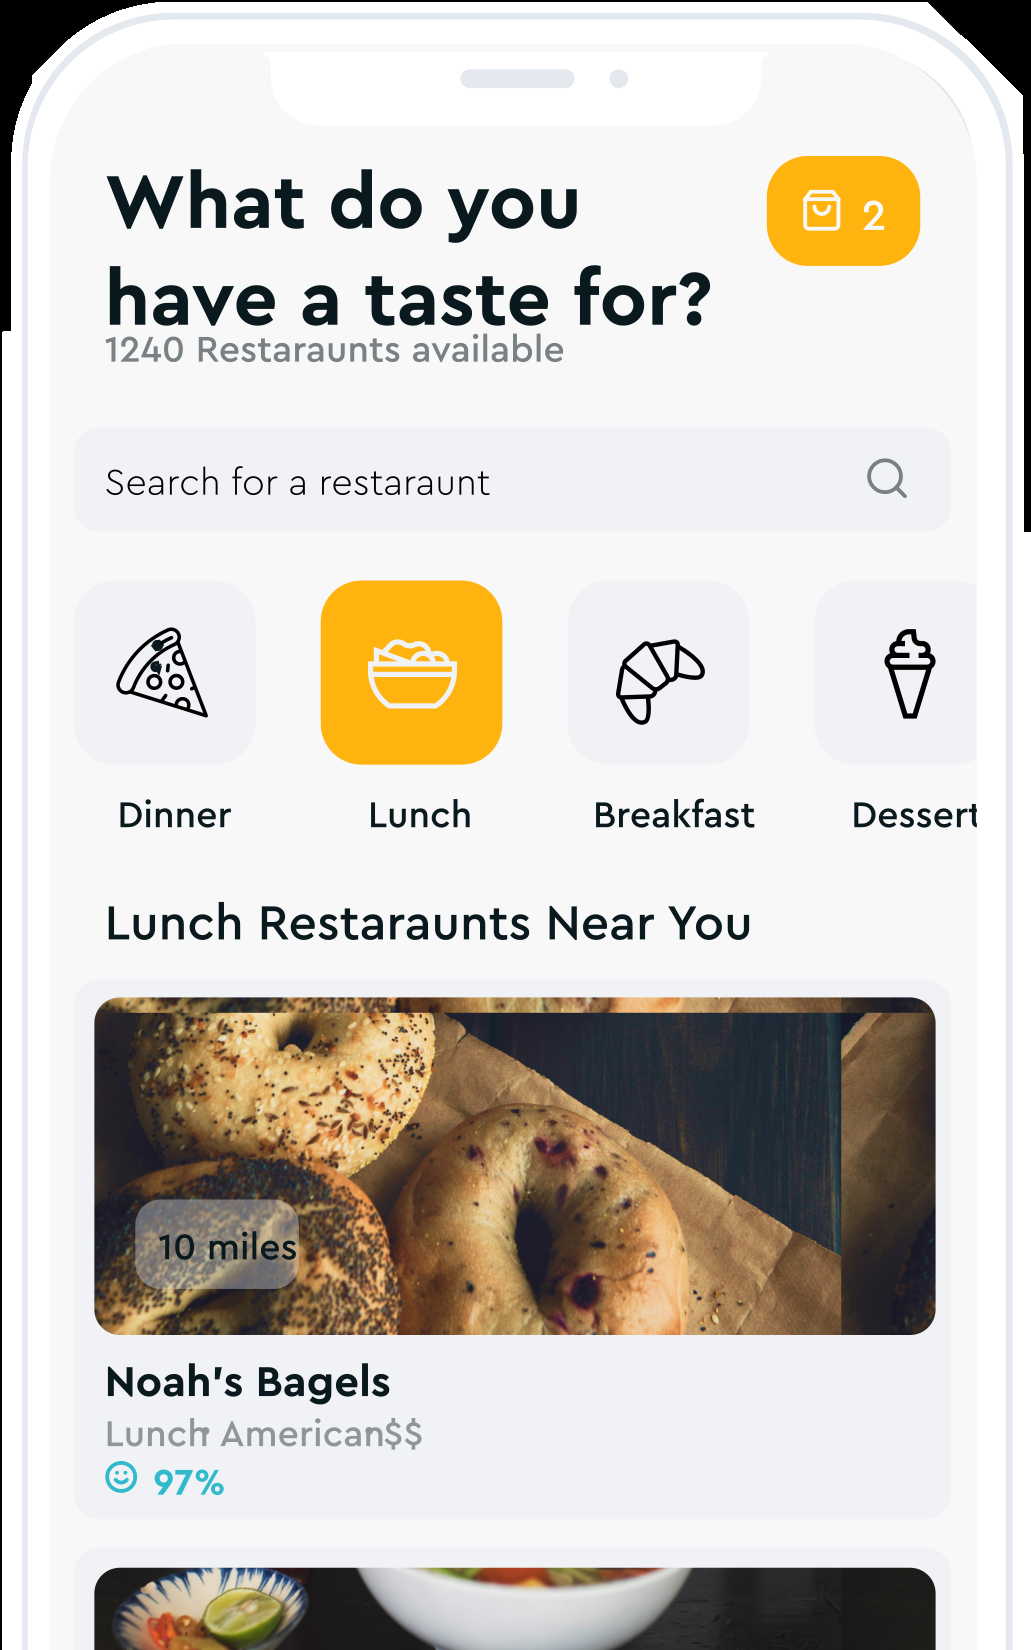 What do you
have a taste for?
2
1240 Restaraunts available
Search for a restaraunt
Dinner
Lunch
Breakfast
Dessert
Lunch Restaraunts Near You
10 miles
Noah's Bagels
Lunch American$$
97%